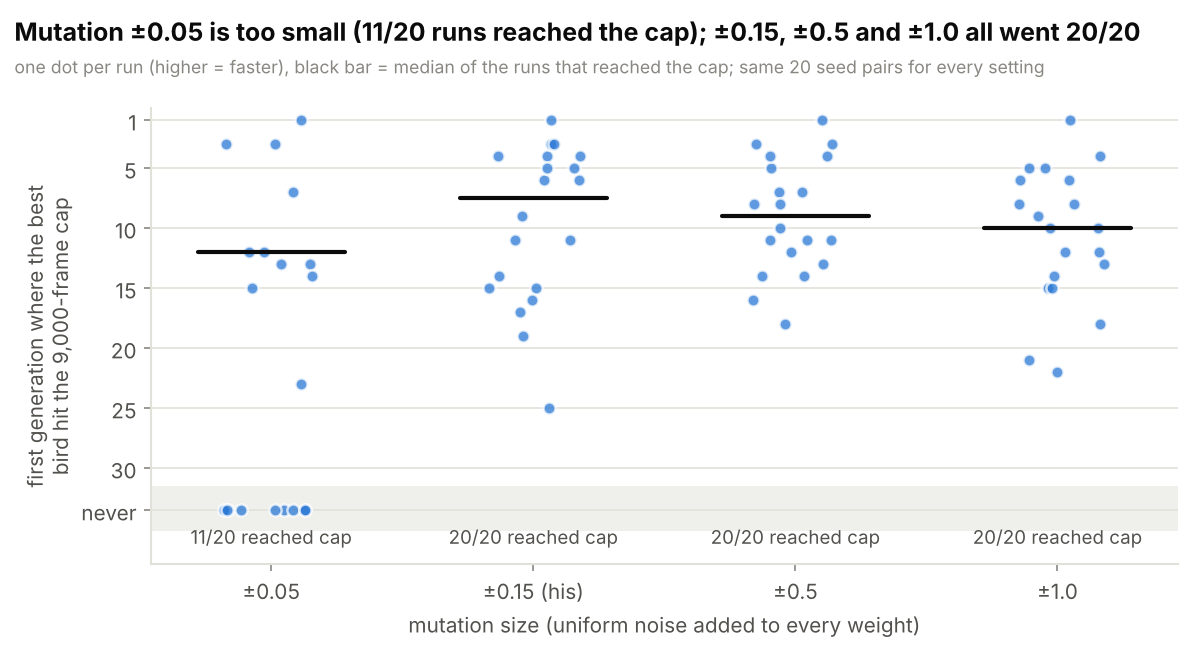 Mutation ±0.05 is too small (11/20 runs reached the cap); ±0.15, ±0.5 and ±1.0 all went 20/20
one dot per run (higher = faster), black bar = median of the runs that reached the cap; same 20 seed pairs for every setting
first generation where the best
bird hit the 9,000-frame cap
1
5
10
15
20
25
30
never
11/20 reached cap
20/20 reached cap
20/20 reached cap
20/20 reached cap
±0.05
±0.15 (his)
±0.5
±1.0
mutation size (uniform noise added to every weight)